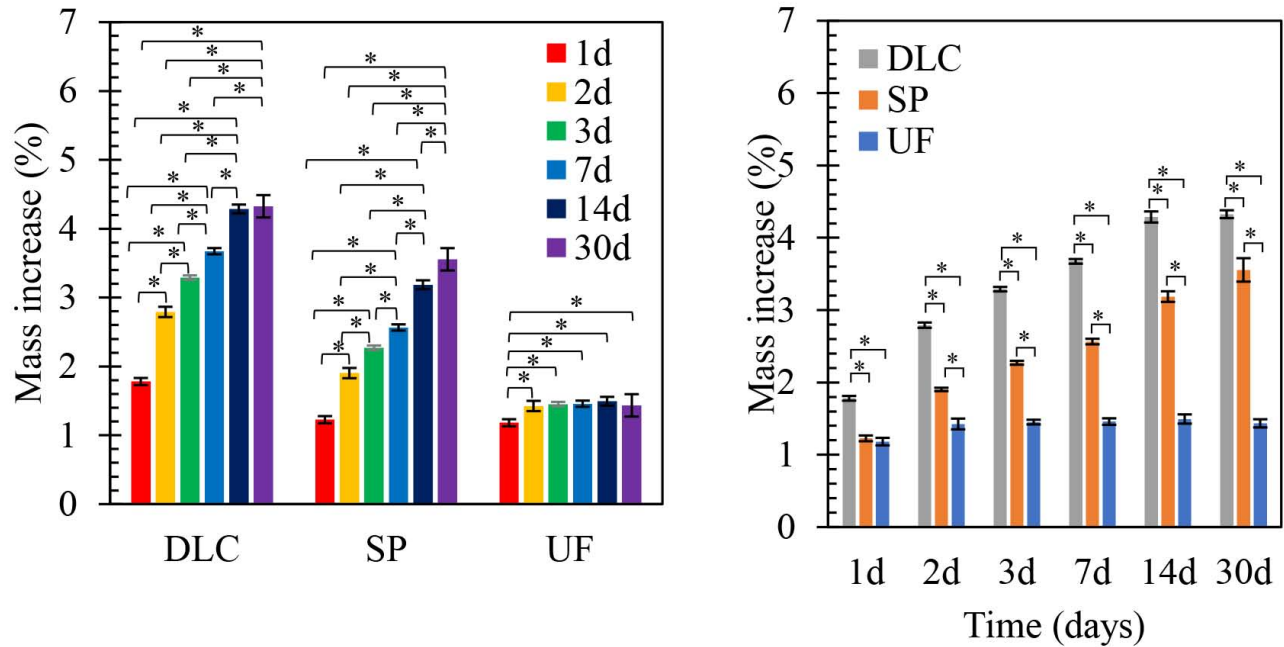 7
6
5
4
3
2
1
0
Mass increase (%)
1d
2d
3d
7d
14d
30d
* * * * * * * * * * * * * *
* * * * * * * * * * * * * * *
* * * * *
DLC SP UF
7
6
5
4
3
2
1
0
Mass increase (%)
DLC
SP
UF
* *
* * *
* * *
* * *
* * *
* * *
1d 2d 3d 7d 14d 30d
Time (days)